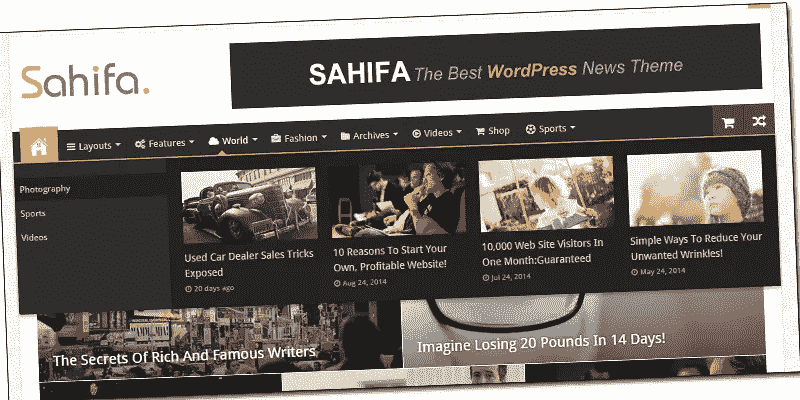 Sahifa.
SAHIFA The Best WordPress News Theme
Layouts Features World Fashion Archives Videos Shop Sports
Photography
Sports
Videos
Used Car Dealer Sales Tricks
Exposed
20 days ago
10 Reasons To Start Your
Own, Profitable Website!
Aug 24, 2014
10,000 Web Site Visitors In
One Month:Guaranteed
Jul 24, 2014
Simple Ways To Reduce Your
Unwanted Wrinkles!
May 24, 2014
The Secrets Of Rich And Famous Writers
Imagine Losing 20 Pounds In 14 Days!